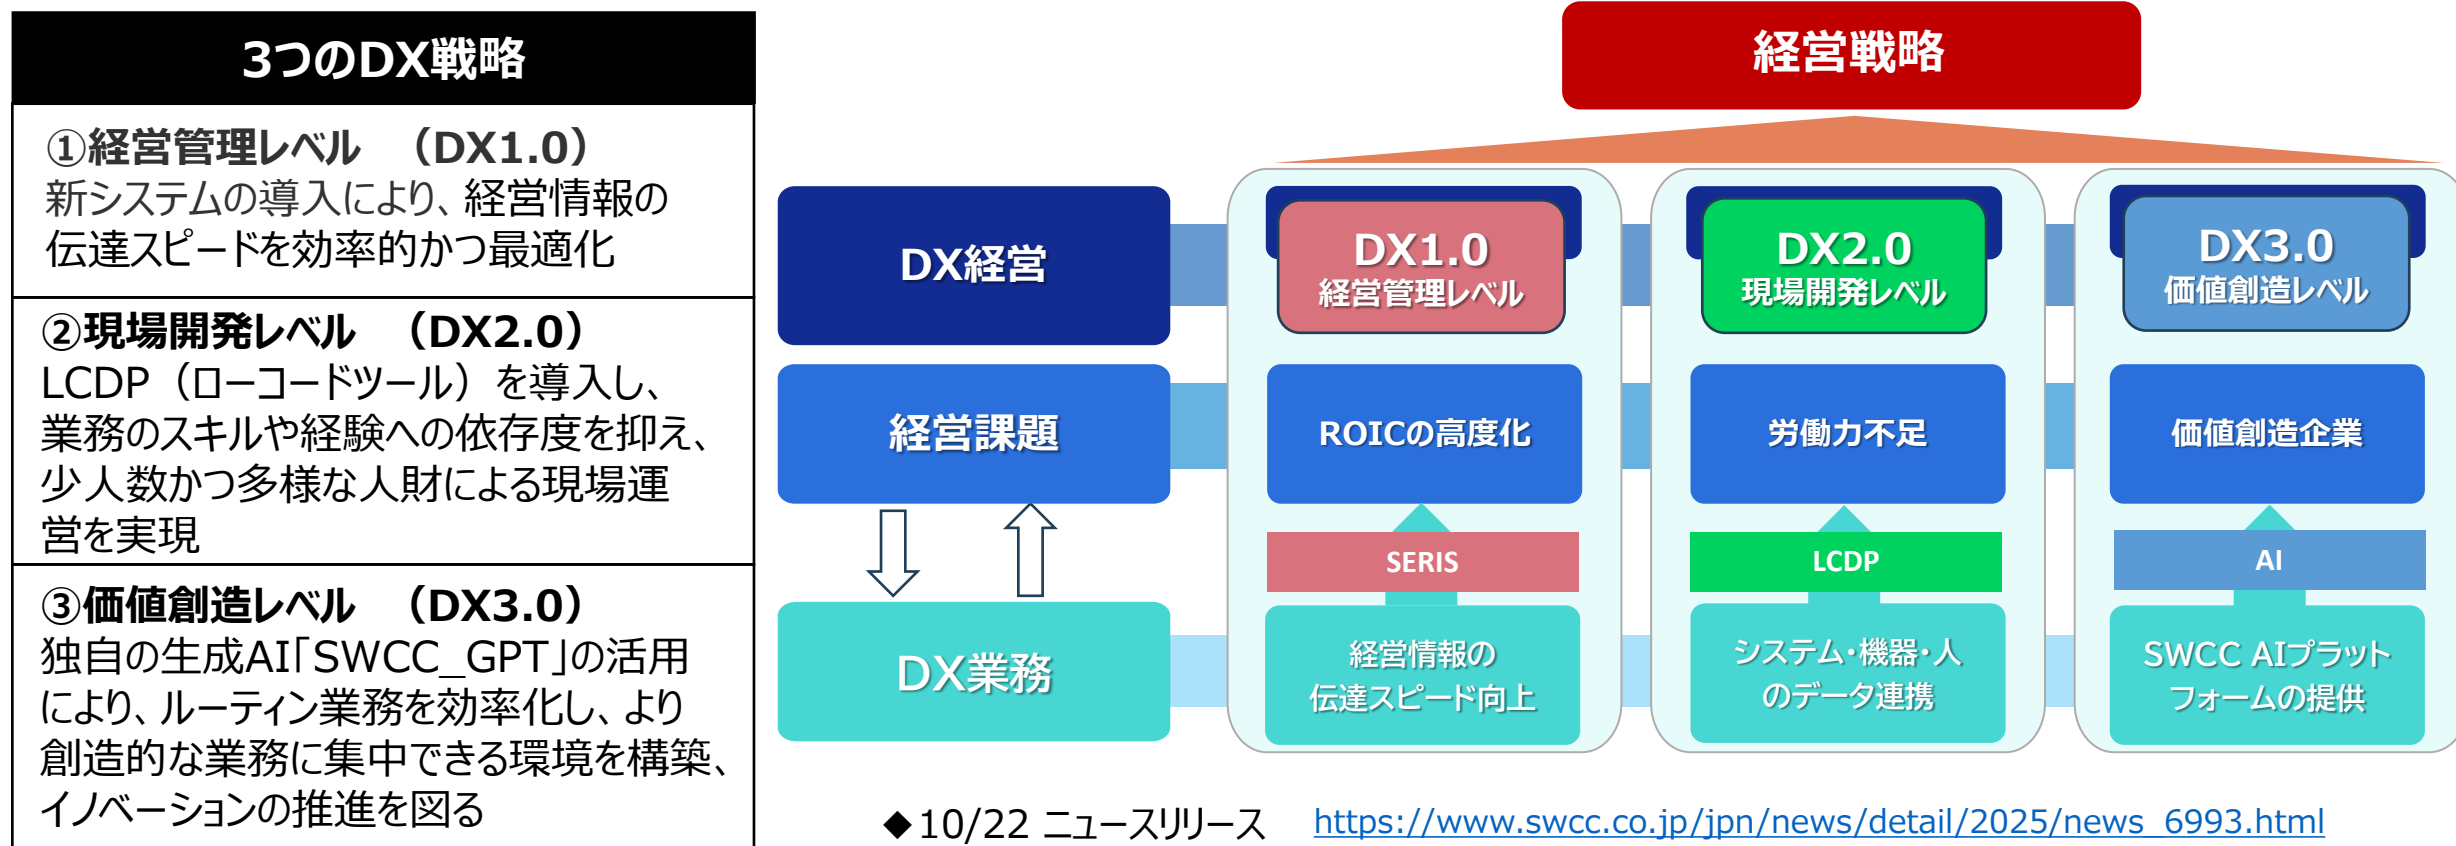 3つのDX戦略
①経営管理レベル （DX1.0）
新システムの導入により、経営情報の
伝達スピードを効率的かつ最適化
②現場開発レベル （DX2.0）
LCDP（ローコードツール）を導入し、
業務のスキルや経験への依存度を抑え、
少人数かつ多様な人財による現場運
営を実現
③価値創造レベル （DX3.0）
独自の生成AI「SWCC_GPT」の活用
により、ルーティン業務を効率化し、より
創造的な業務に集中できる環境を構築、
イノベーションの推進を図る
経営戦略
DX経営
DX1.0
経営管理レベル
DX2.0
現場開発レベル
DX3.0
価値創造レベル
経営課題
ROICの高度化
労働力不足
価値創造企業
SERIS
LCDP
AI
DX業務
経営情報の
伝達スピード向上
システム・機器・人
のデータ連携
SWCC AIプラット
フォームの提供
◆10/22 ニュースリリース https://www.swcc.co.jp/jpn/news/detail/2025/news_6993.html